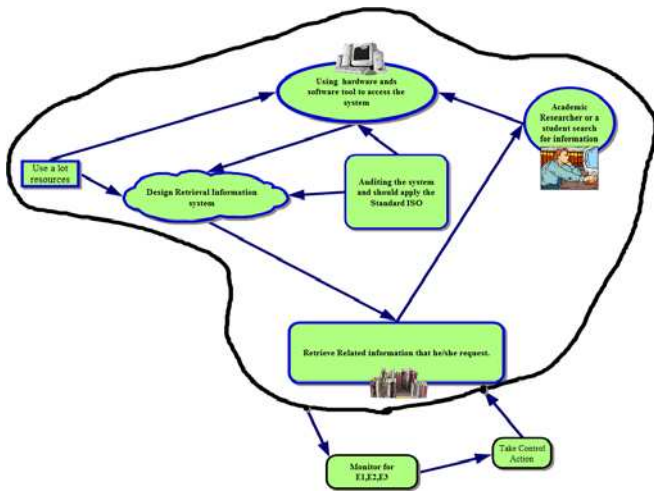 Using hardware ands
software tool to access the
system
Academic
Researcher or a
student search
for information
Use a lot
resources
Design Retrieval Information
system
Auditing the system
and should apply the
Standard ISO
Retrieve Related information that he/she request.
Take Control
Action
Monitor for
E1,E2,E3